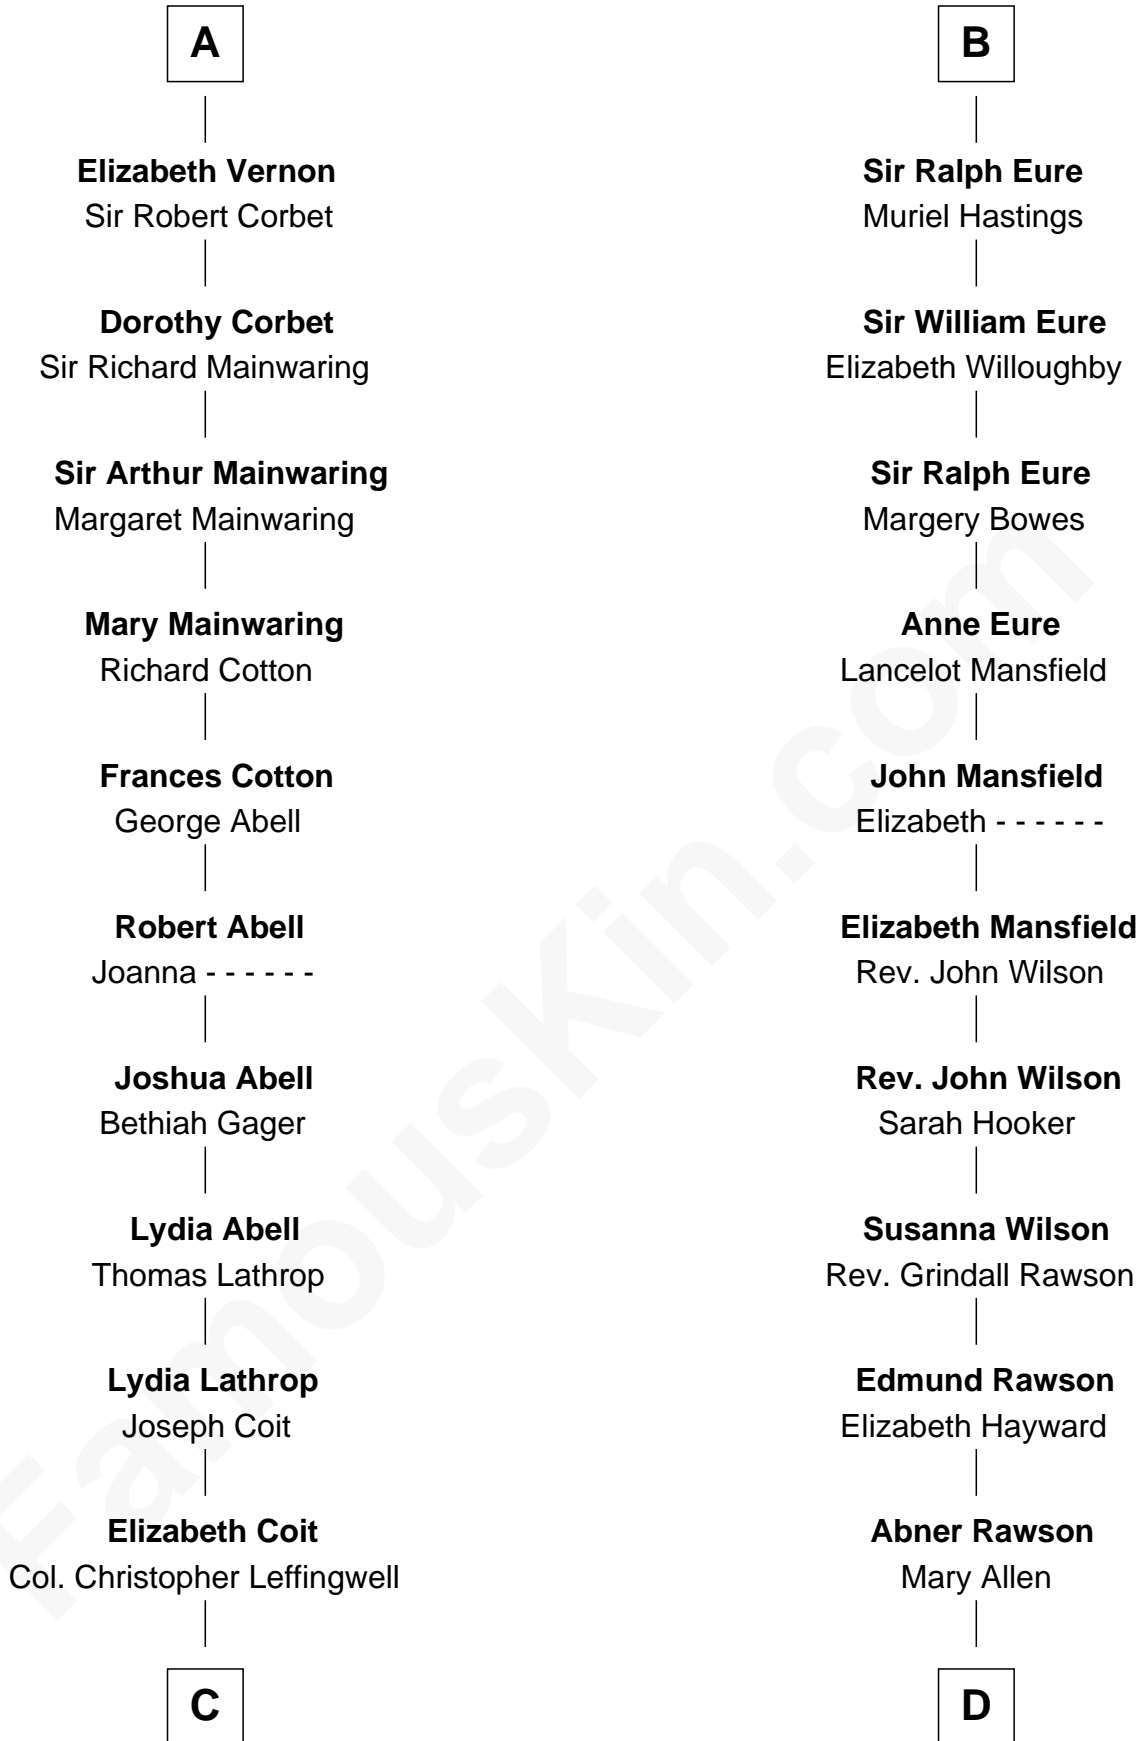 A
Elizabeth Vernon
Sir Robert Corbet
Dorothy Corbet
Sir Richard Mainwaring
Sir Arthur Mainwaring
Margaret Mainwaring
Mary Mainwaring
Richard Cotton
Frances Cotton
George Abell
Robert Abell
Joanna - - - - - -
Joshua Abell
Bethiah Gager
Lydia Abell
Thomas Lathrop
Lydia Lathrop
Joseph Coit
Elizabeth Coit
Col. Christopher Leffingwell
C
B
Sir Ralph Eure
Muriel Hastings
Sir William Eure
Elizabeth Willoughby
Sir Ralph Eure
Margery Bowes
Anne Eure
Lancelot Mansfield
John Mansfield
Elizabeth - - - - - -
Elizabeth Mansfield
Rev. John Wilson
Rev. John Wilson
Sarah Hooker
Susanna Wilson
Rev. Grindall Rawson
Edmund Rawson
Elizabeth Hayward
Abner Rawson
Mary Allen
D
FamousKin.com